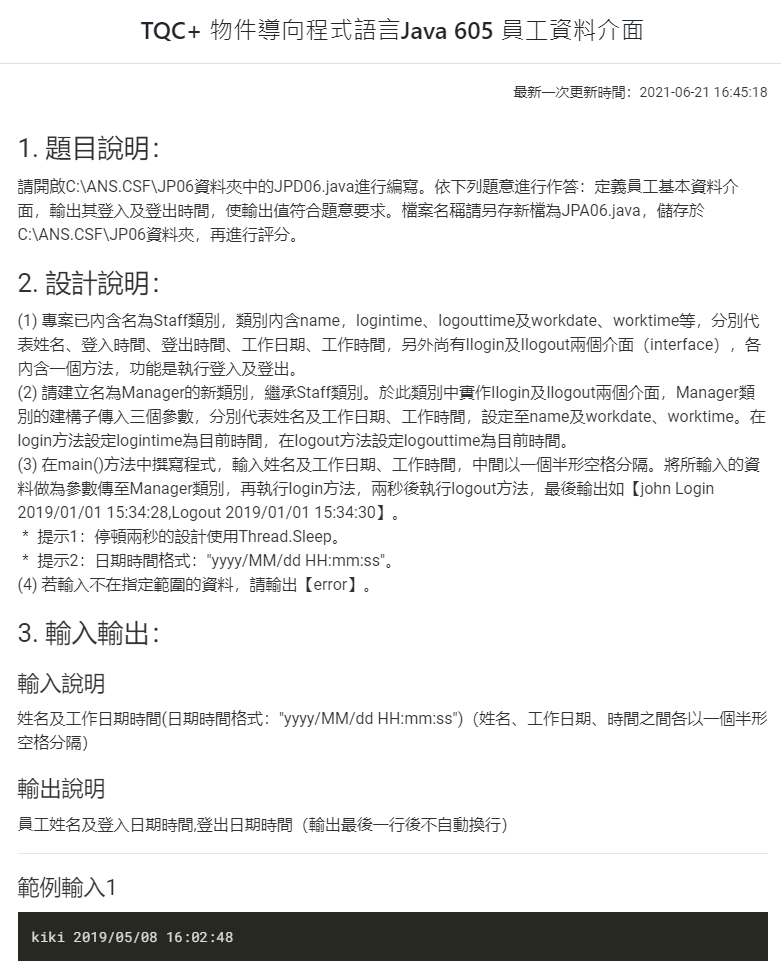 TQC+ 物件導向程式語言Java 605 員工資料介面
最新一次更新時間：2021-06-21 16:45:18
1. 題目說明：
請開啟C:\ANS.CSF\JP06資料夾中的JPD06.java進行編寫。依下列題意進行作答：定義員工基本資料介
面，輸出其登入及登出時間，使輸出值符合題意要求。檔案名稱請另存新檔為JPA06.java，儲存於
C:\ANS.CSF\JP06資料夾，再進行評分。
2. 設計說明：
(1) 專案已內含名為Staff類別，類別內含name，logintime、logouttime及workdate、worktime等，分別代
表姓名、登入時間、登出時間、工作日期、工作時間，另外尚有Ilogin及Ilogout兩個介面（interface），各
內含一個方法，功能是執行登入及登出。
(2) 請建立名為Manager的新類別，繼承Staff類別。於此類別中實作Ilogin及Ilogout兩個介面，Manager類
別的建構子傳入三個參數，分別代表姓名及工作日期、工作時間，設定至name及workdate、worktime。在
login方法設定logintime為目前時間，在logout方法設定logouttime為目前時間。
(3) 在main()方法中撰寫程式，輸入姓名及工作日期、工作時間，中間以一個半形空格分隔。將所輸入的資
料做為參數傳至Manager類別，再執行login方法，兩秒後執行logout方法，最後輸出如【john Login
2019/01/01 15:34:28,Logout 2019/01/01 15:34:30】。
* 提示1：停頓兩秒的設計使用Thread.Sleep。
* 提示2：日期時間格式："yyyy/MM/dd HH:mm:ss"。
(4) 若輸入不在指定範圍的資料，請輸出【error】。
3. 輸入輸出：
輸入說明
姓名及工作日期時間(日期時間格式："yyyy/MM/dd HH:mm:ss")（姓名、工作日期、時間之間各以一個半形
空格分隔）
輸出說明
員工姓名及登入日期時間,登出日期時間（輸出最後一行後不自動換行）
範例輸入1
kiki 2019/05/08 16:02:48